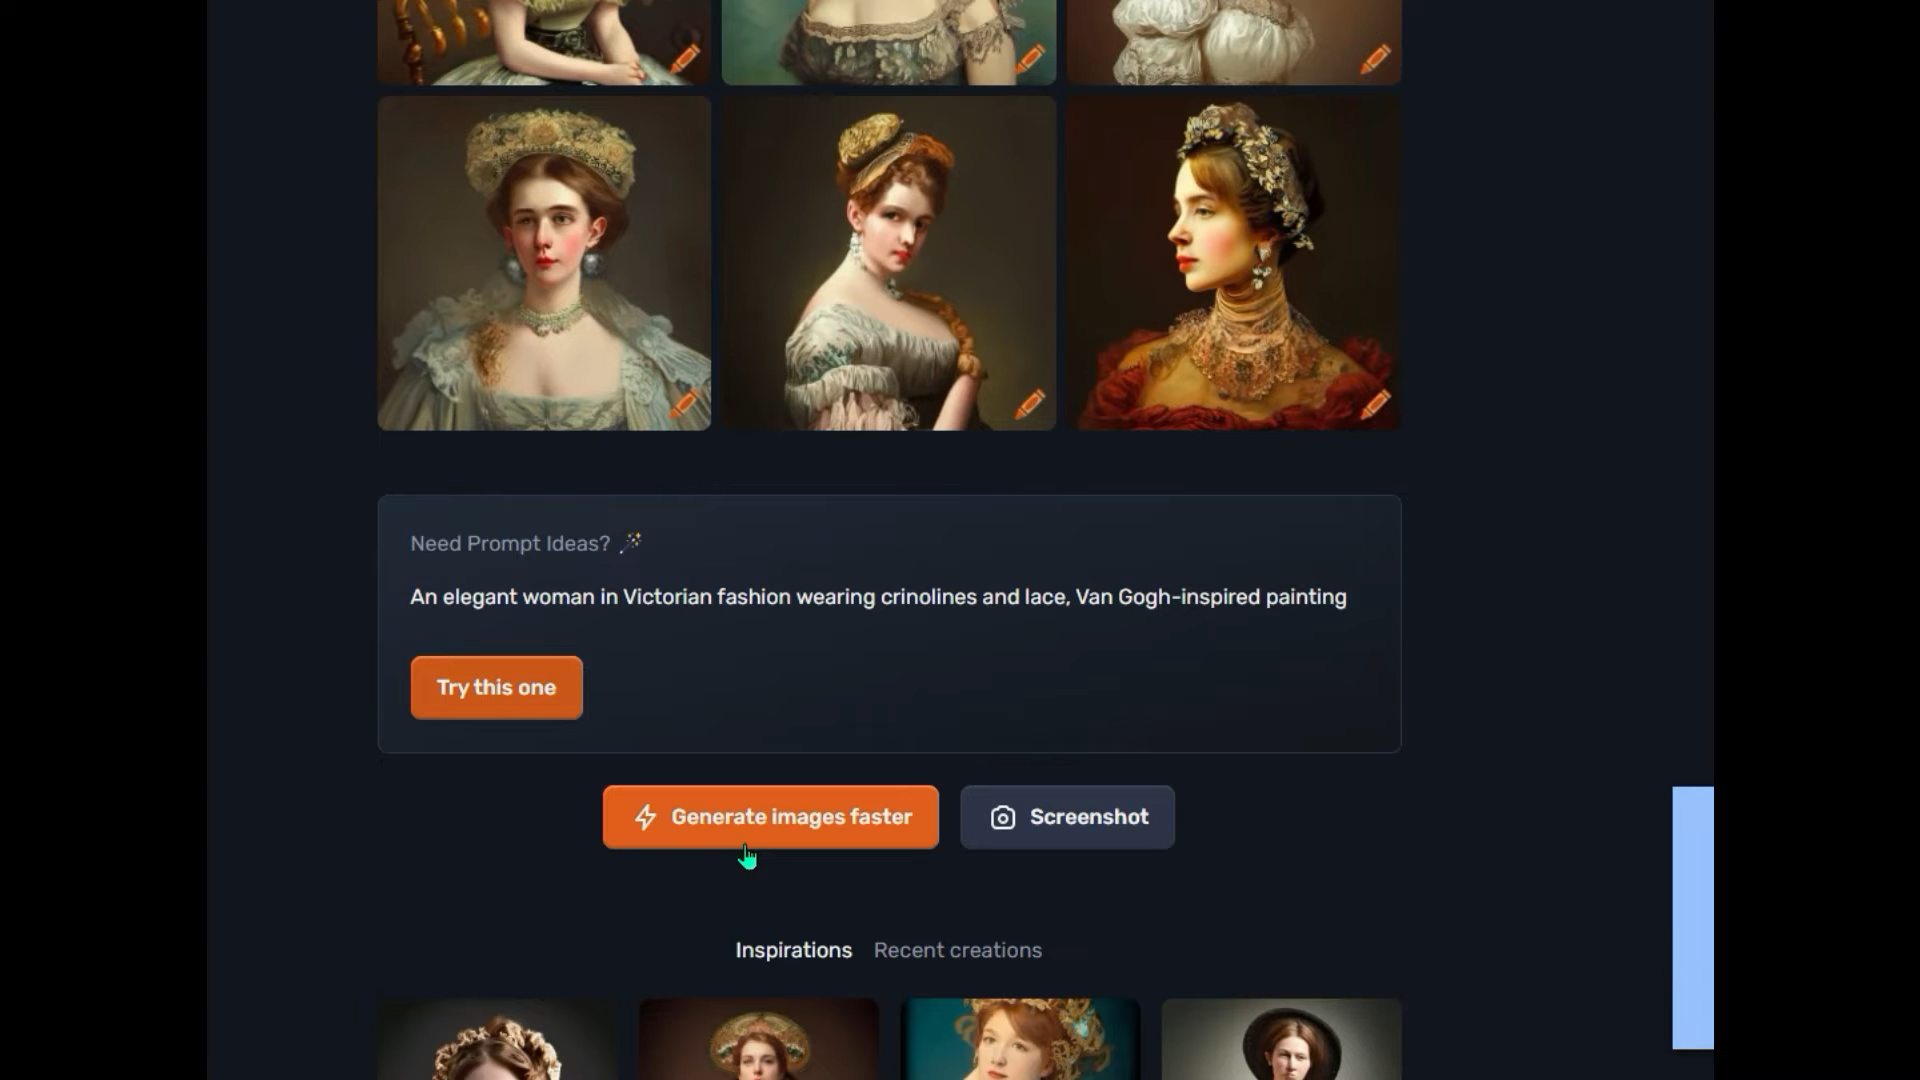 Need Prompt Ideas?
An elegant woman in Victorian fashion wearing crinolines and lace, Van Gogh-inspired painting
Try this one
Generate images faster
Screenshot
Inspirations
Recent creations